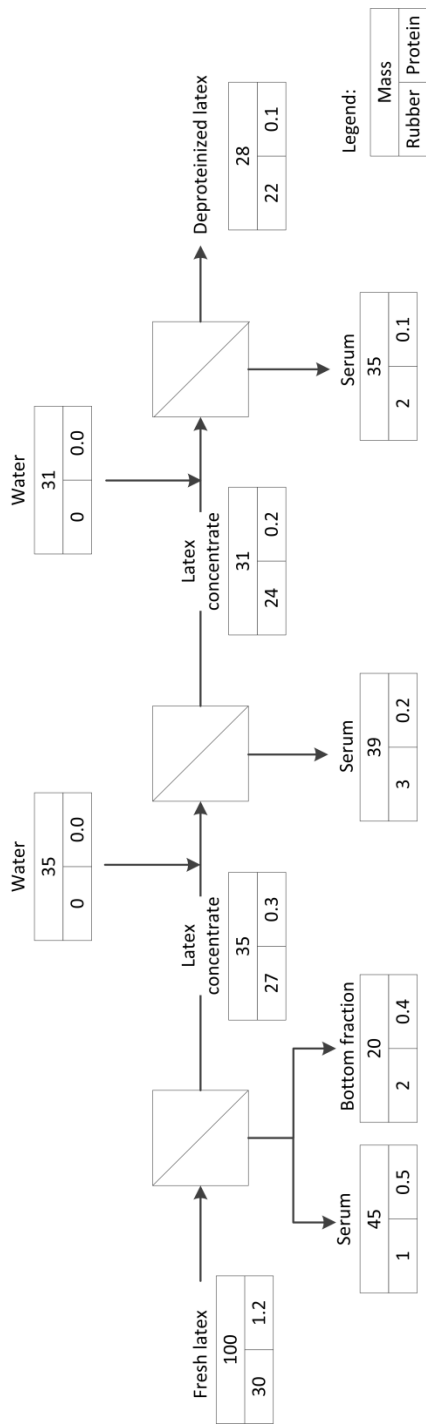 Fresh latex
100
30 1.2
Serum
45
1 0.5
Bottom fraction
20
2 0.4
Latex
concentrate
35
27 0.3
Water
35
0 0.0
Serum
39
3 0.2
Latex
concentrate
31
24 0.2
Water
31
0 0.0
Serum
35
2 0.1
Deproteinized latex
28
22 0.1
Legend:
Mass
Rubber Protein